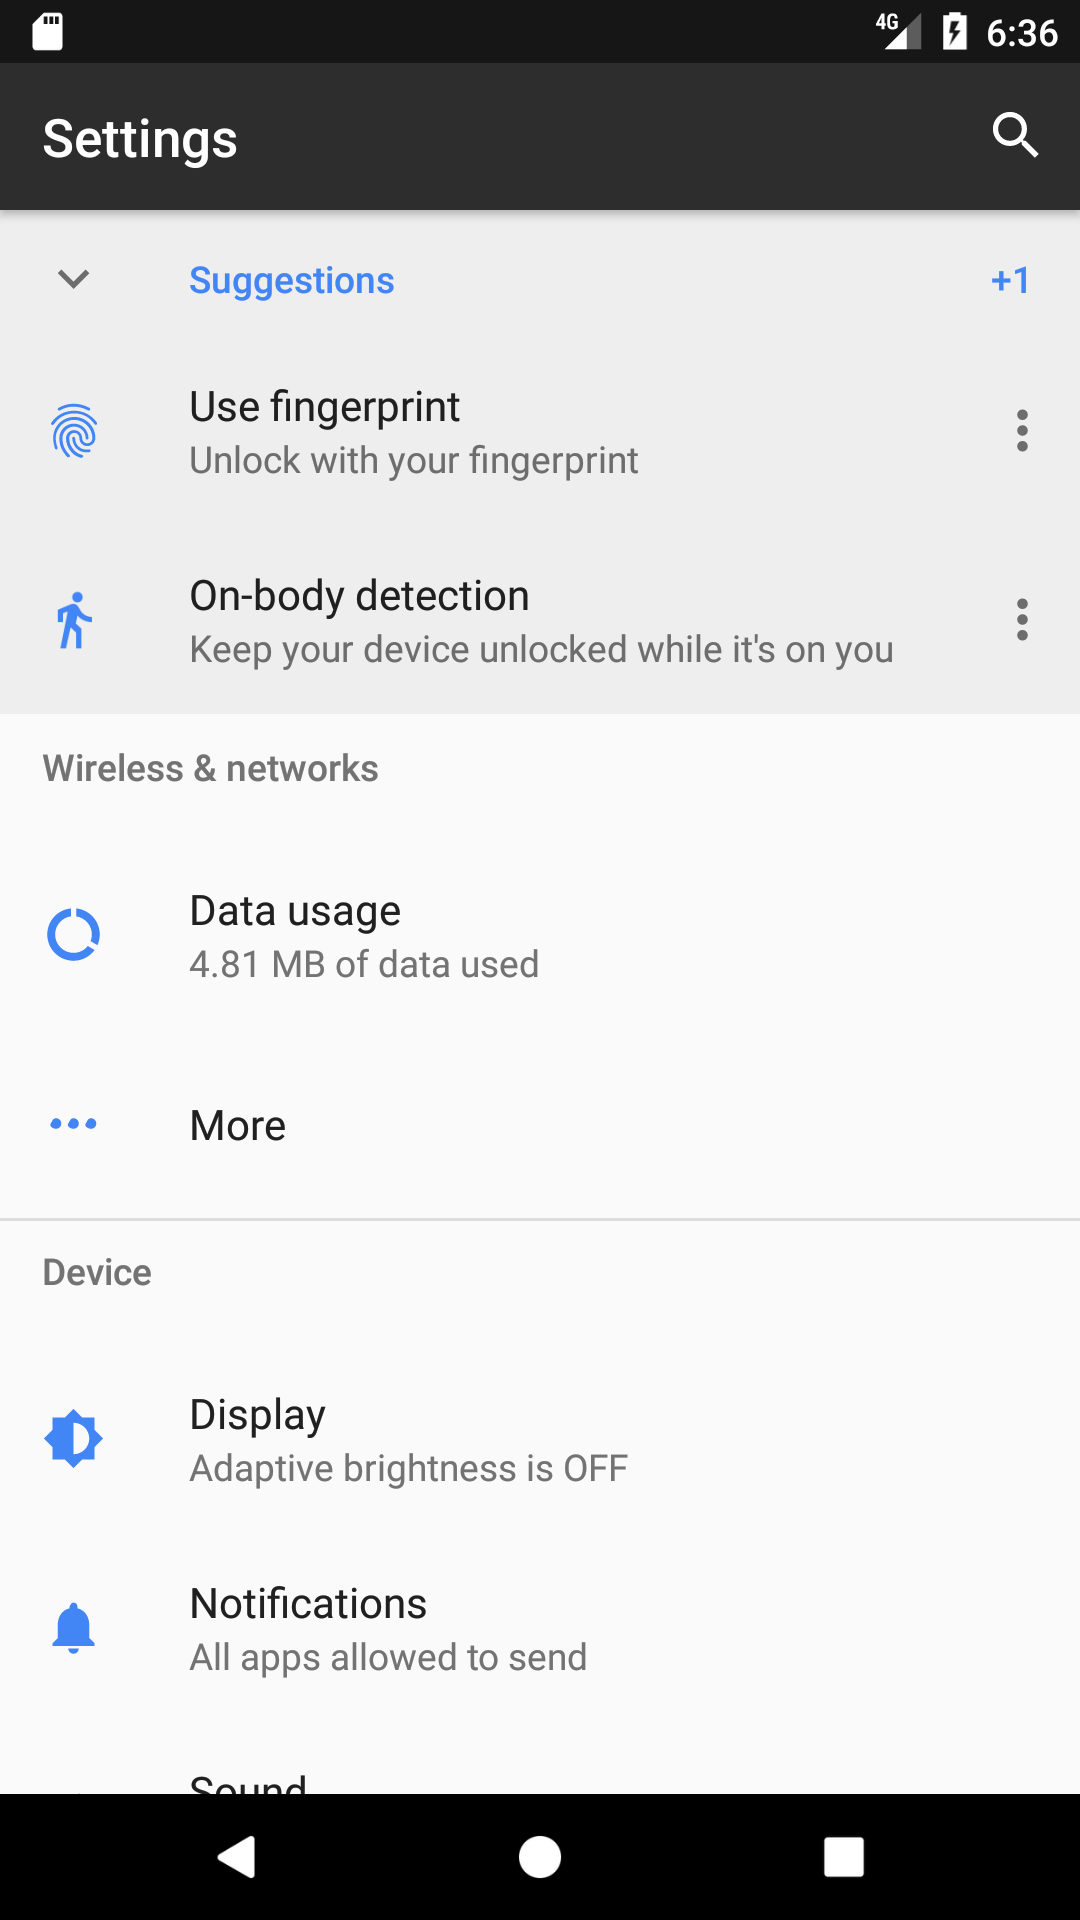 4G 6:36
Settings
Suggestions +1
Use fingerprint
Unlock with your fingerprint
On-body detection
Keep your device unlocked while it's on you
Wireless & networks
Data usage
4.81 MB of data used
More
Device
Display
Adaptive brightness is OFF
Notifications
All apps allowed to send
Sound